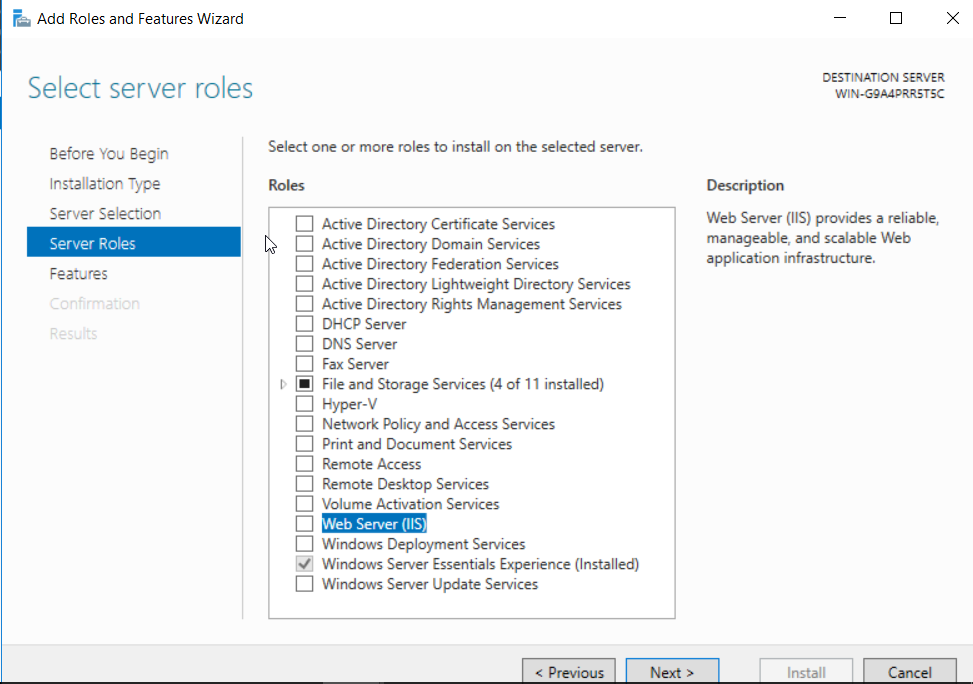 Add Roles and Features Wizard
Select server roles
DESTINATION SERVER
WIN-G9A4PRR5T5C
Before You Begin
Installation Type
Server Selection
Server Roles
Features
Confirmation
Results
Select one or more roles to install on the selected server.
Roles
Active Directory Certificate Services
Active Directory Domain Services
Active Directory Federation Services
Active Directory Lightweight Directory Services
Active Directory Rights Management Services
DHCP Server
DNS Server
Fax Server
File and Storage Services (4 of 11 installed)
Hyper-V
Network Policy and Access Services
Print and Document Services
Remote Access
Remote Desktop Services
Volume Activation Services
Web Server (IIS)
Windows Deployment Services
Windows Server Essentials Experience (Installed)
Windows Server Update Services
Description
Web Server (IIS) provides a reliable,
manageable, and scalable Web
application infrastructure.
< Previous
Next >
Install
Cancel